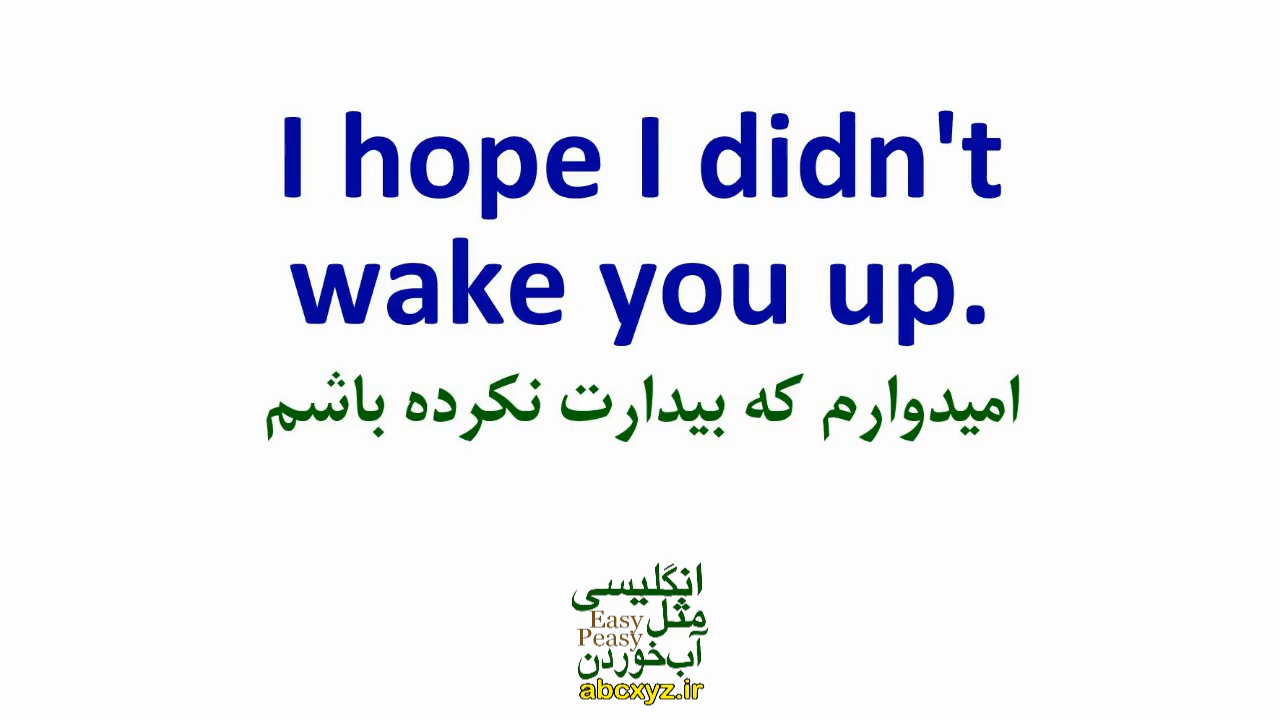 I hope I didn't
wake you up.
امیدوارم که بیدارت نکرده باشم
انگلیسی
مثل Easy
Peasy
آب‌خوردن
abcxyz.ir